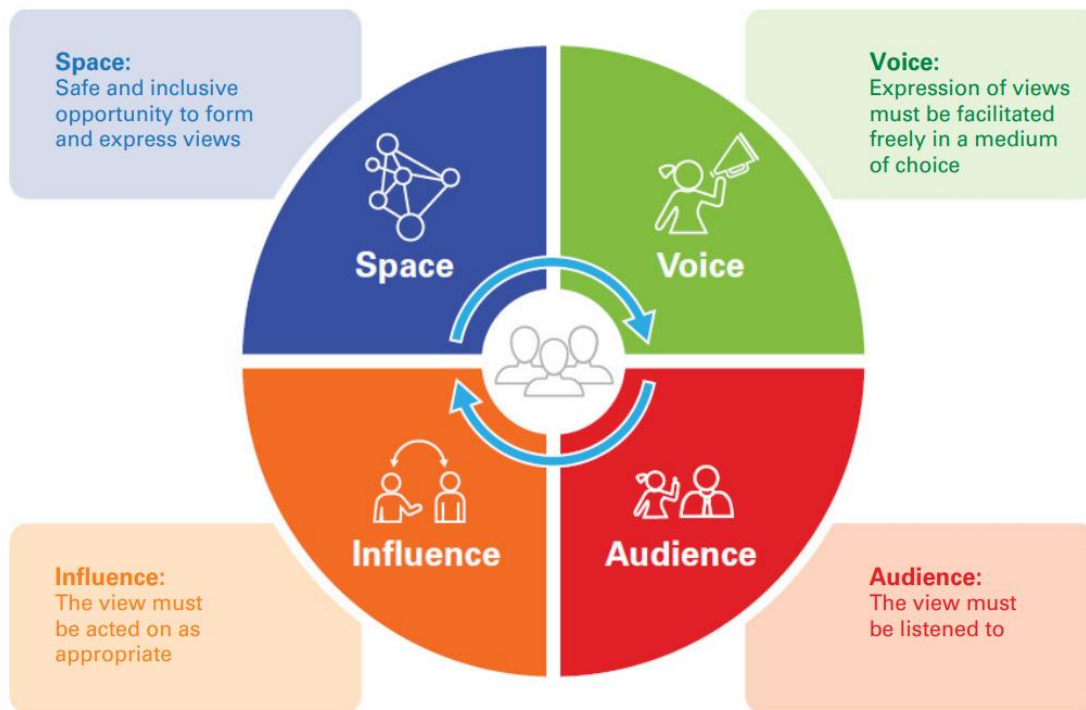 Space:
Safe and inclusive
opportunity to form
and express views
Voice:
Expression of views
must be facilitated
freely in a medium
of choice
Space
Voice
Influence
Audience
Influence:
The view must
be acted on as
appropriate
Audience:
The view must
be listened to